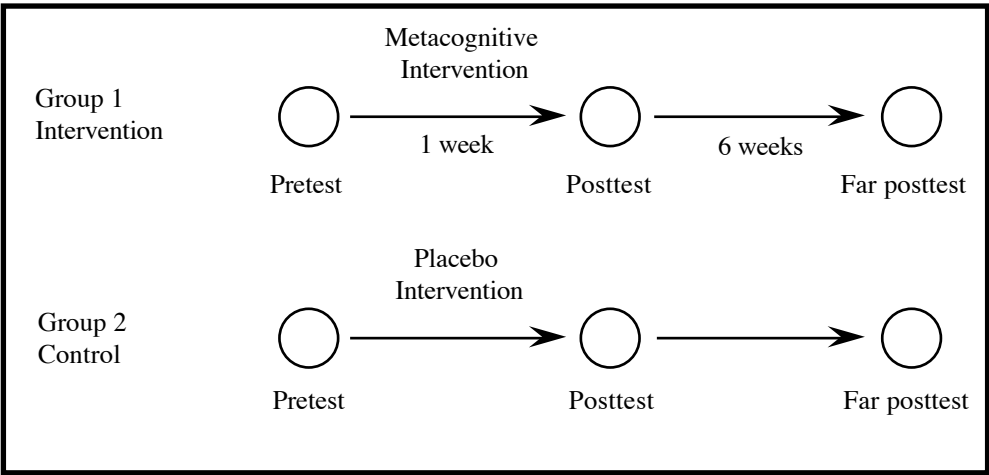 Metacognitive
Intervention
Group 1
Intervention
1 week
6 weeks
Pretest
Posttest
Far posttest
Placebo
Intervention
Group 2
Control
Pretest
Posttest
Far posttest